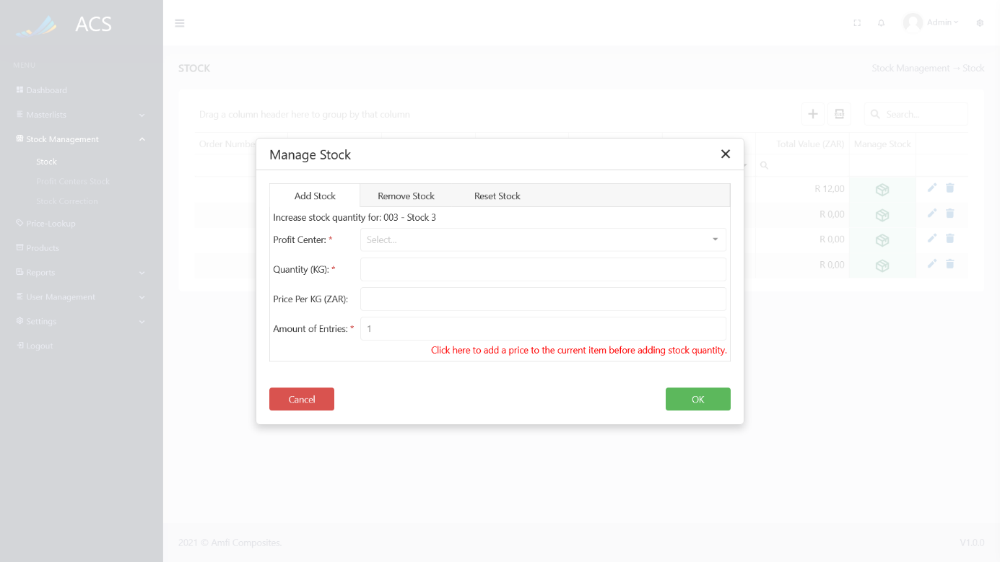 ACS
Admin
MENU
STOCK
Stock Management → Stock
Dashboard
Masterlists
Stock Management
Stock
Profit Centers Stock
Stock Correction
Price-Lookup
Products
Reports
User Management
Settings
Logout
Drag a column header here to group by that column
Search...
Order Numbe
Total Value (ZAR)
Manage Stock
R 12,00
R 0,00
R 0,00
R 0,00
Manage Stock
Add Stock
Remove Stock
Reset Stock
Increase stock quantity for: 003 - Stock 3
Profit Center: *
Select...
Quantity (KG): *
Price Per KG (ZAR):
Amount of Entries: *
1
Click here to add a price to the current item before adding stock quantity.
Cancel
OK
2021 © Amfi Composites.
V1.0.0